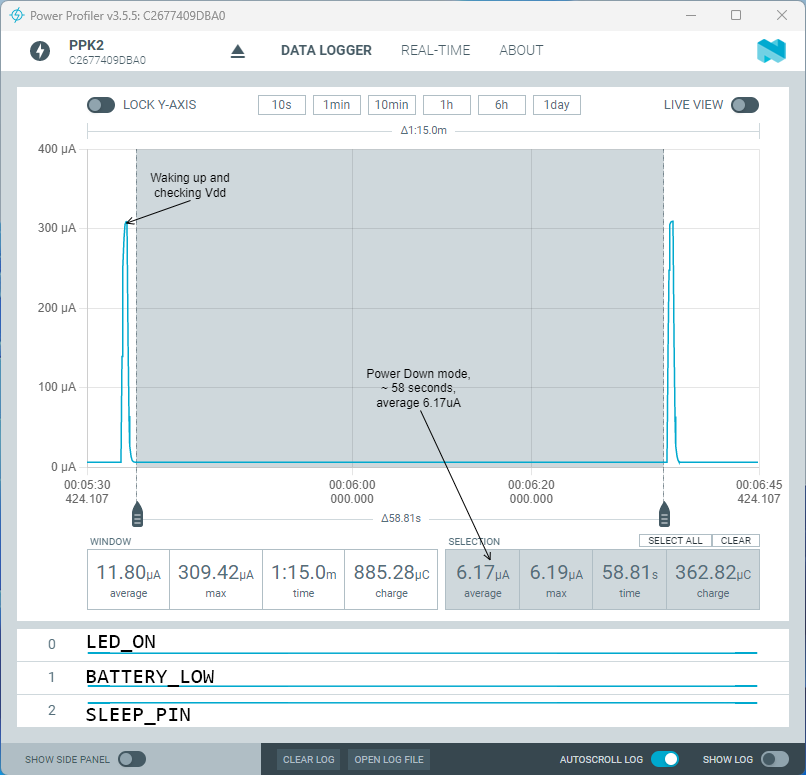 Power Profiler v3.5.5: C2677409DBA0
PPK2
C2677409DBA0
DATA LOGGER
REAL-TIME
ABOUT
LOCK Y-AXIS
10s
1min
10min
1h
6h
1day
LIVE VIEW
Δ1:15.0m
400 µA
300 µA
200 µA
100 µA
0 µA
Waking up and
checking Vdd
Power Down mode,
~ 58 seconds,
average 6.17uA
00:05:30
424.107
00:06:00
000.000
00:06:20
000.000
00:06:45
424.107
Δ58.81s
WINDOW
11.80µA
average
309.42µA
max
1:15.0m
time
885.28µC
charge
SELECTION
SELECT ALL
CLEAR
6.17µA
average
6.19µA
max
58.81s
time
362.82µC
charge
0 LED_ON
1 BATTERY_LOW
2 SLEEP_PIN
SHOW SIDE PANEL
CLEAR LOG
OPEN LOG FILE
AUTOSCROLL LOG
SHOW LOG